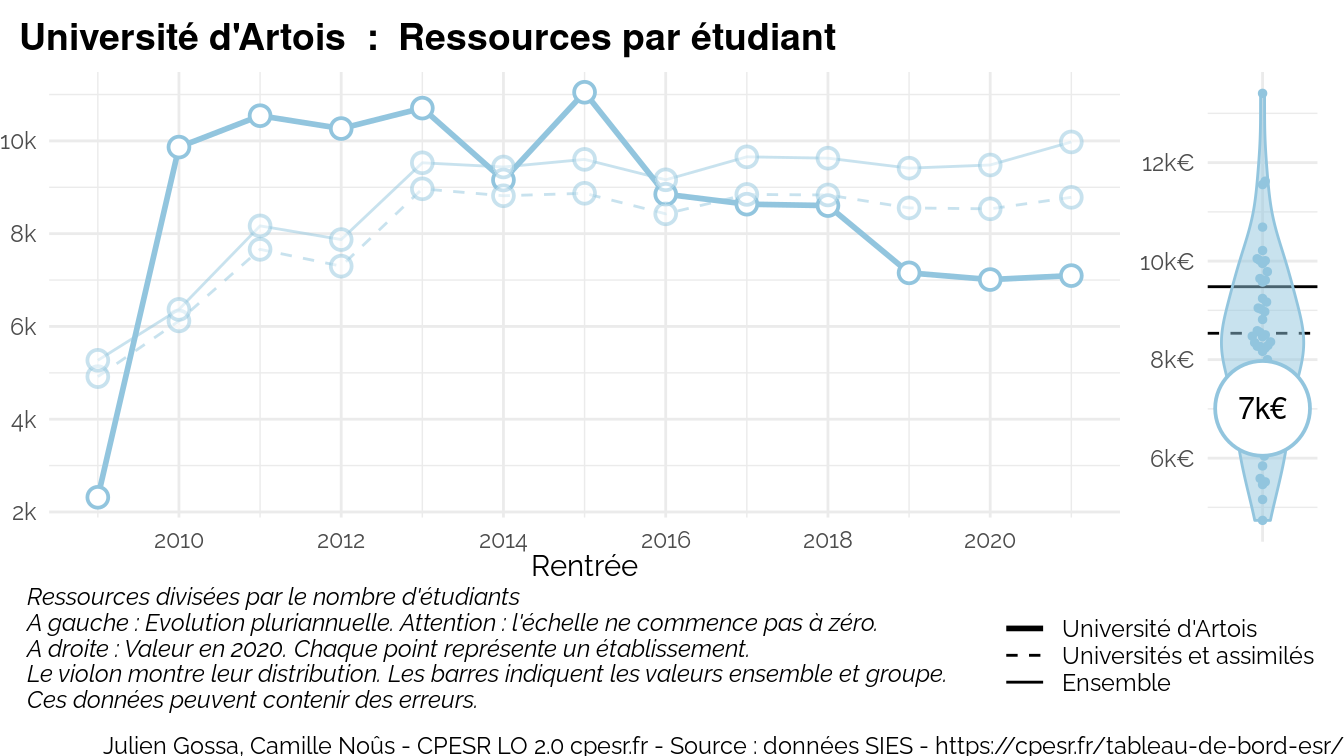 Université d'Artois : Ressources par étudiant
10k
8k
6k
4k
2k
2010 2012 2014 2016 2018 2020
Rentrée
12k€
10k€
8k€
6k€
7k€
Ressources divisées par le nombre d'étudiants
A gauche : Evolution pluriannuelle. Attention : l'échelle ne commence pas à zéro.
A droite : Valeur en 2020. Chaque point représente un établissement.
Le violon montre leur distribution. Les barres indiquent les valeurs ensemble et groupe.
Ces données peuvent contenir des erreurs.
Université d'Artois
Universités et assimilés
Ensemble
Julien Gossa, Camille Noûs - CPESR LO 2.0 cpesr.fr - Source : données SIES - https://cpesr.fr/tableau-de-bord-esr/